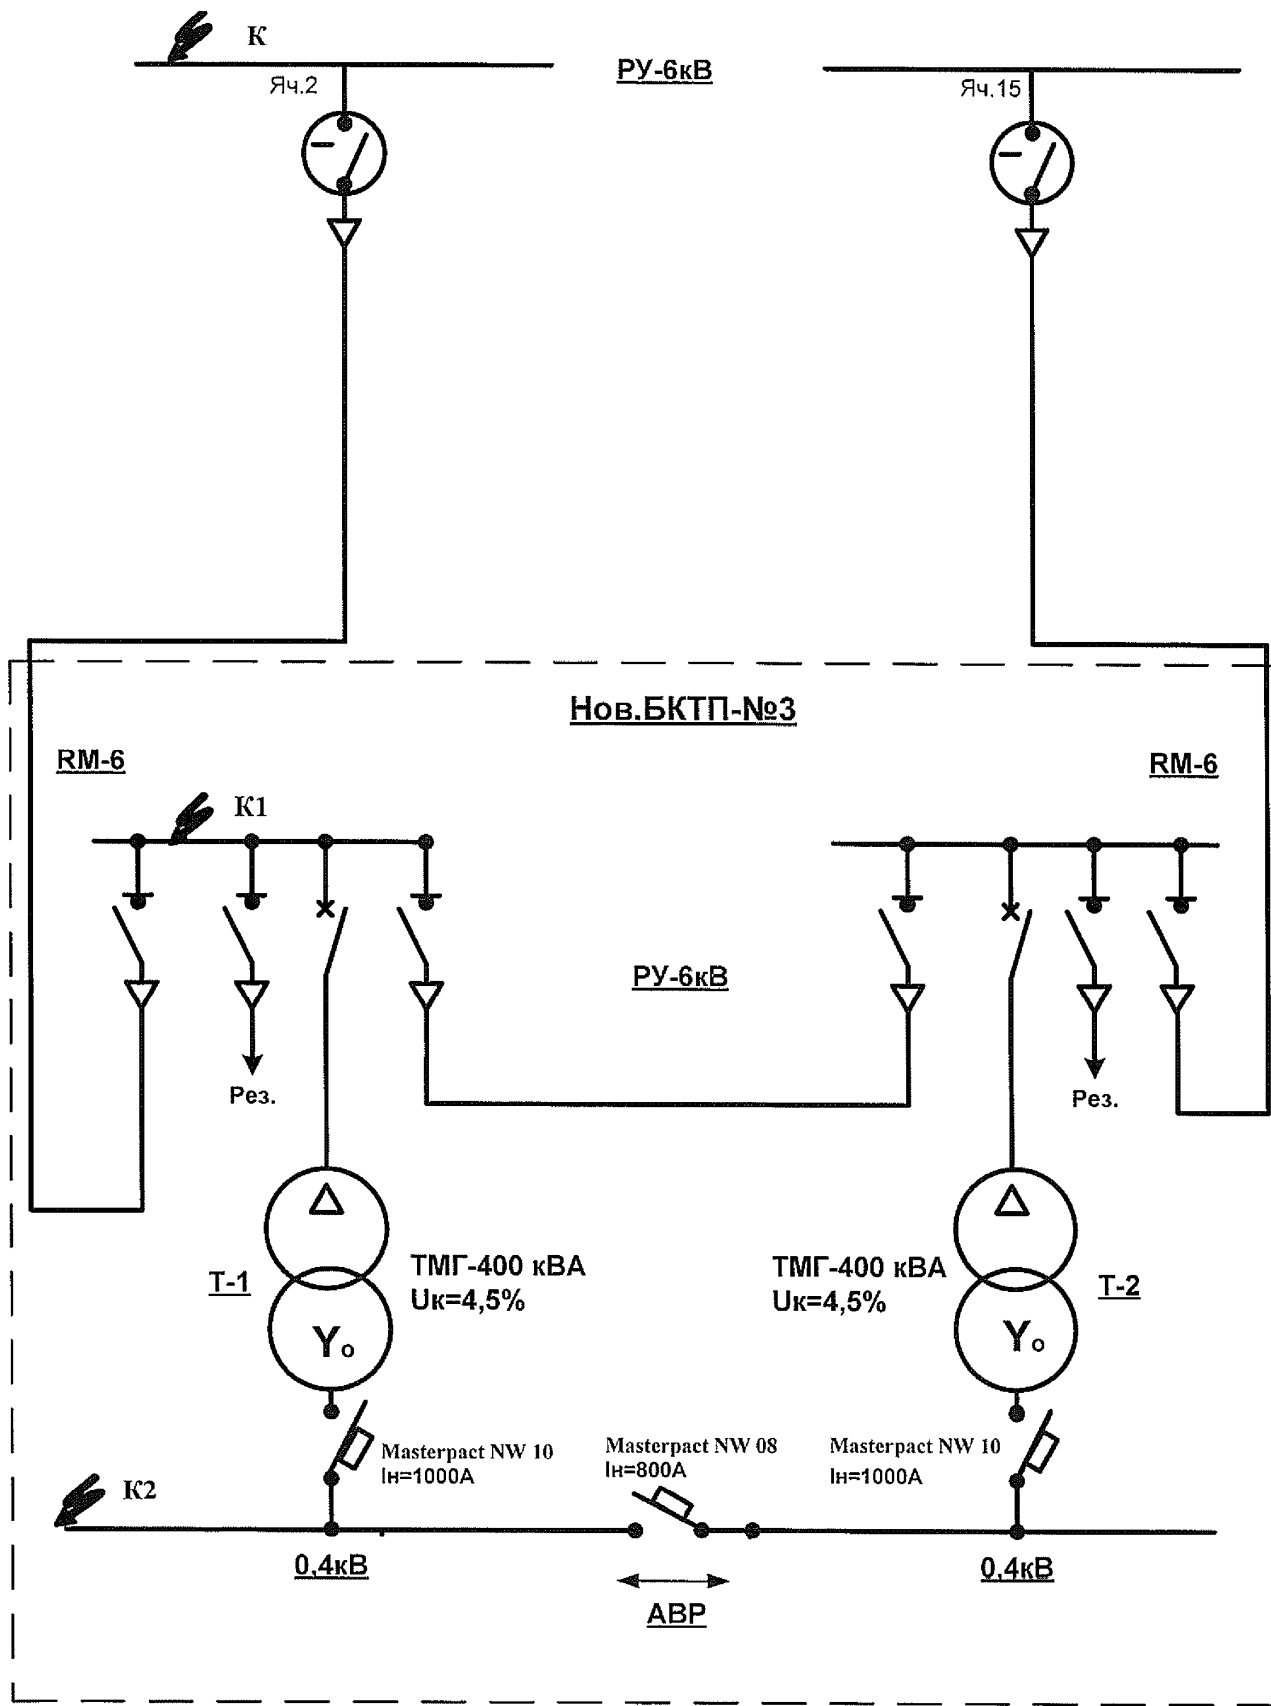 К
РУ-6кВ
Яч.2
Яч.15
Нов.БКТП-№3
RM-6
RM-6
К1
РУ-6кВ
Рез.
Рез.
Т-1
ТМГ-400 кВА
Uк=4,5%
ТМГ-400 кВА
Uк=4,5%
Т-2
Yo
Yo
Masterpact NW 10
Iн=1000А
Masterpact NW 08
Iн=800А
Masterpact NW 10
Iн=1000А
К2
0,4кВ
0,4кВ
АВР